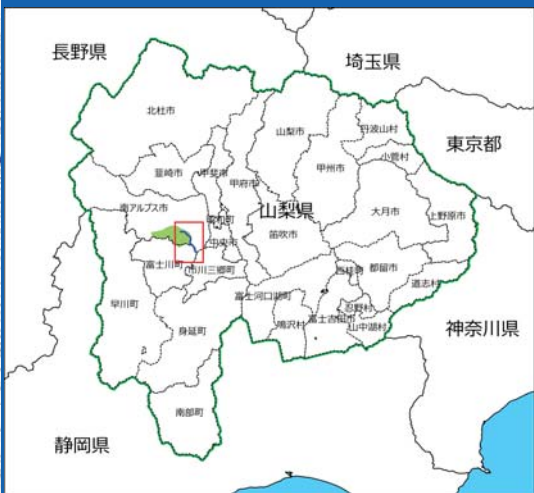 長野県
埼玉県
北杜市
山梨市
丹波山村
小菅村
東京都
韮崎市
甲斐市
甲府市
甲州市
南アルプス市
昭和町
山梨県
大月市
上野原市
中央市
笛吹市
富士川町
市川三郷町
西桂町
都留市
道志村
早川町
富士河口湖町
鳴沢村
富士吉田市
忍野村
山中湖村
神奈川県
身延町
南部町
静岡県